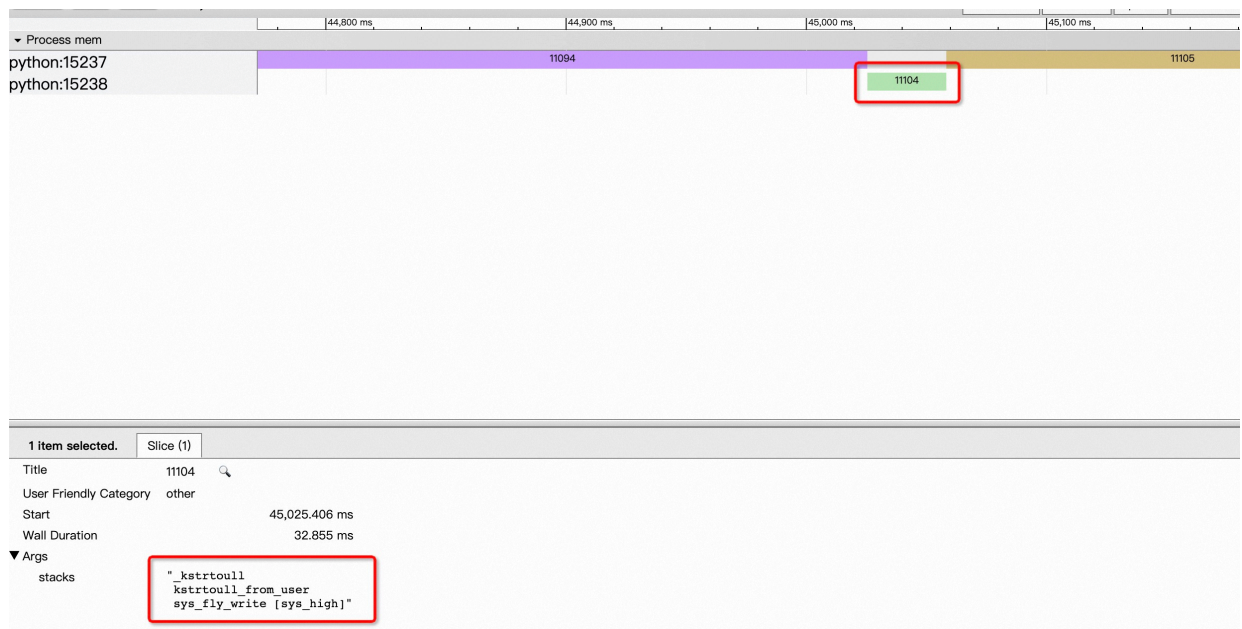 44,800 ms
44,900 ms
45,000 ms
45,100 ms
Process mem
python:15237
11094
11105
python:15238
11104
1 item selected.
Slice (1)
Title
11104
User Friendly Category
other
Start
45,025.406 ms
Wall Duration
32.855 ms
Args
stacks
"_kstrtoull
kstrtoull_from_user
sys_fly_write [sys_high]"